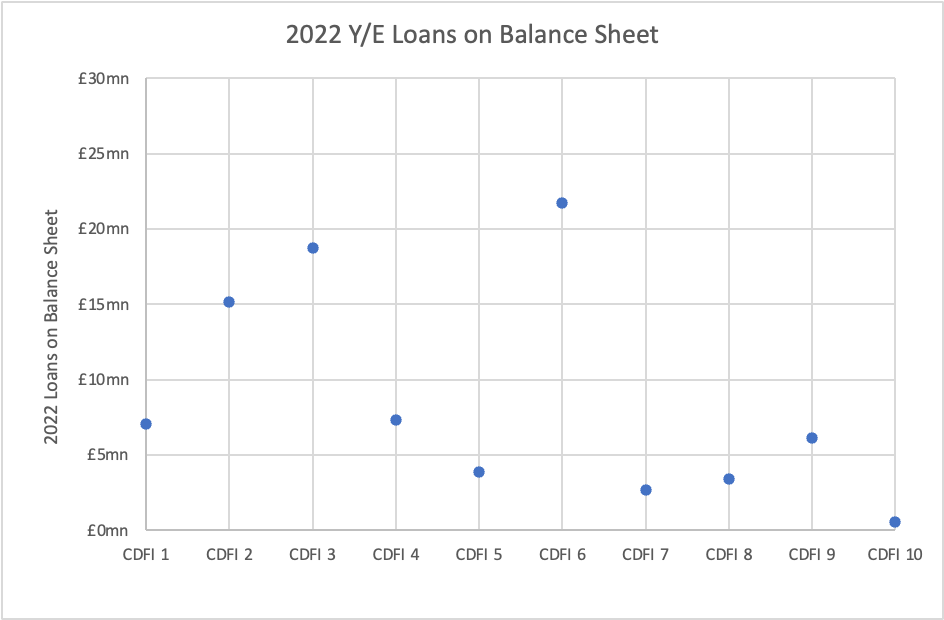 2022 Y/E Loans on Balance Sheet
£30mn
£25mn
£20mn
£15mn
£10mn
£5mn
£0mn
2022 Loans on Balance Sheet
CDFI 1 CDFI 2 CDFI 3 CDFI 4 CDFI 5 CDFI 6 CDFI 7 CDFI 8 CDFI 9 CDFI 10